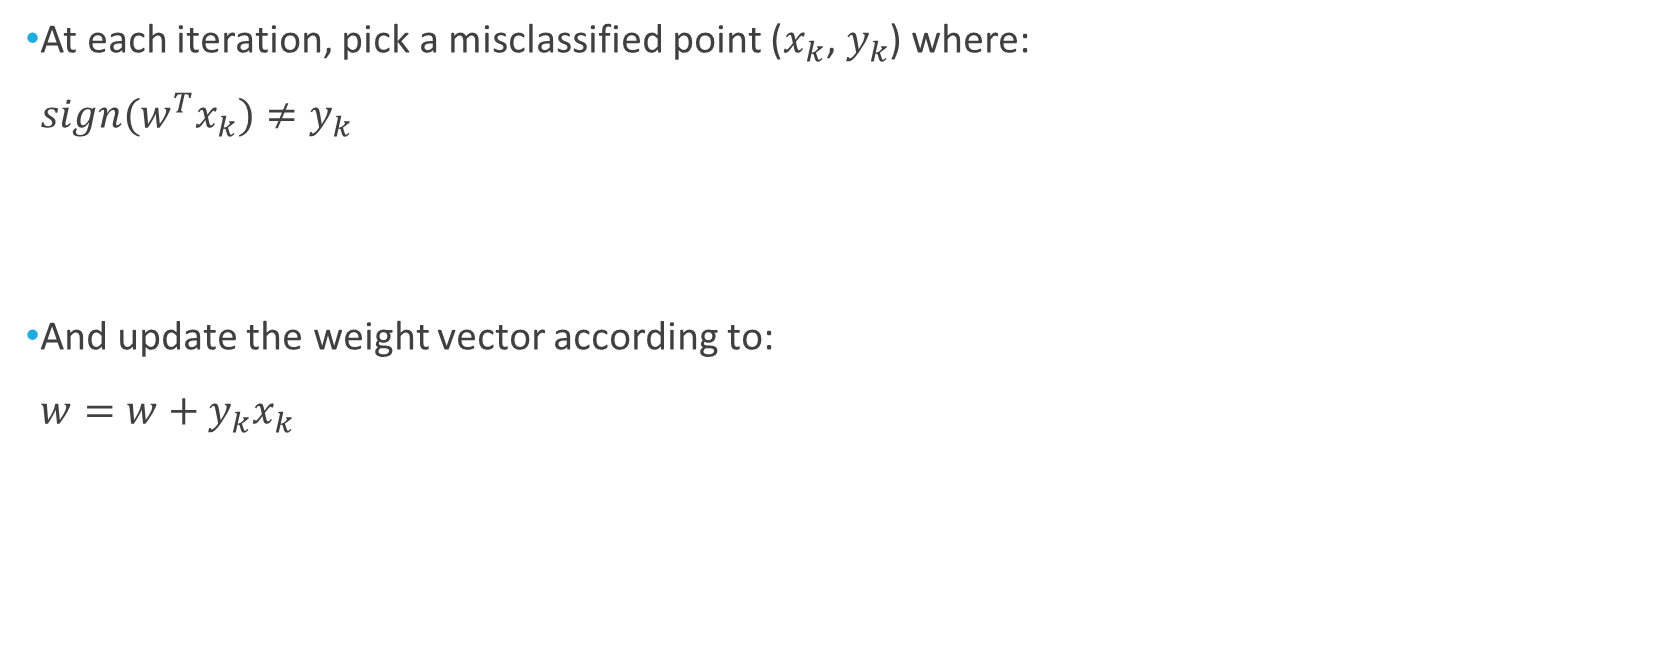 •At each iteration, pick a misclassified point (𝑥ₖ, 𝑦ₖ) where:
𝑠𝑖𝑔𝑛(𝑤ᵀ𝑥ₖ) ≠ 𝑦ₖ
•And update the weight vector according to:
𝑤 = 𝑤 + 𝑦ₖ𝑥ₖ